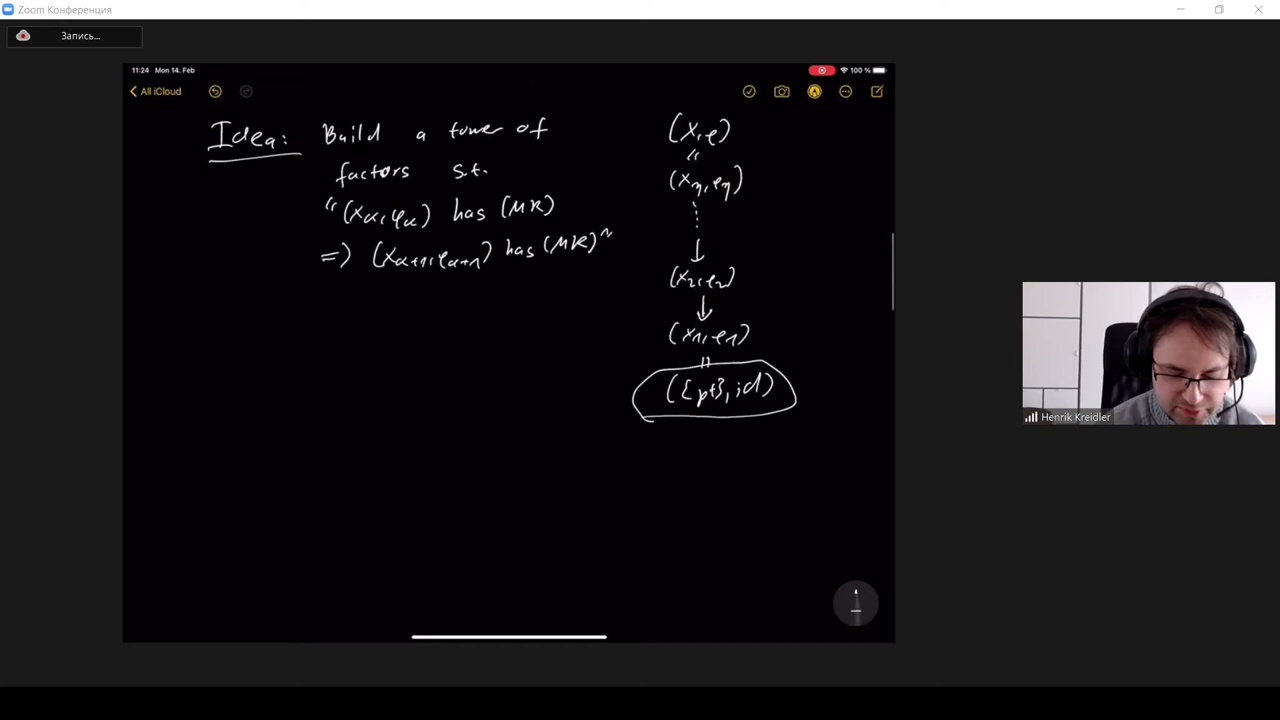 Zoom Конференция
Запись...
11:24 Mon 14. Feb
100 %
All iCloud
Idea: Build a tower of
factors s.t.
"(X_α, φ_α) has (MR)
=> (X_α+1, φ_α+1) has (MR)"
(X, φ)
"
(X_η, φ_η)
(X_2, φ_2)
(X_1, φ_1)
"
({pt}, id)
Henrik Kreidler